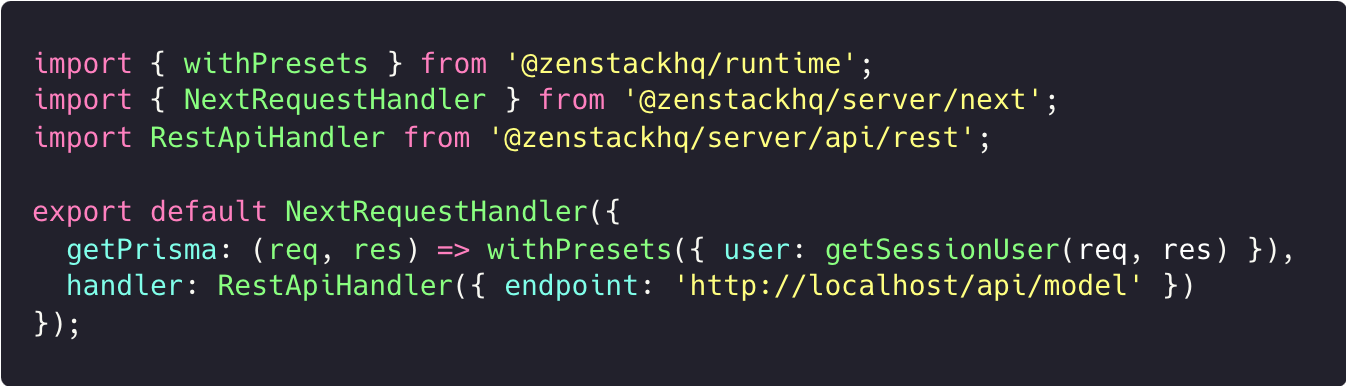 import { withPresets } from '@zenstackhq/runtime';
import { NextRequestHandler } from '@zenstackhq/server/next';
import RestApiHandler from '@zenstackhq/server/api/rest';

export default NextRequestHandler({
  getPrisma: (req, res) => withPresets({ user: getSessionUser(req, res) }),
  handler: RestApiHandler({ endpoint: 'http://localhost/api/model' })
});